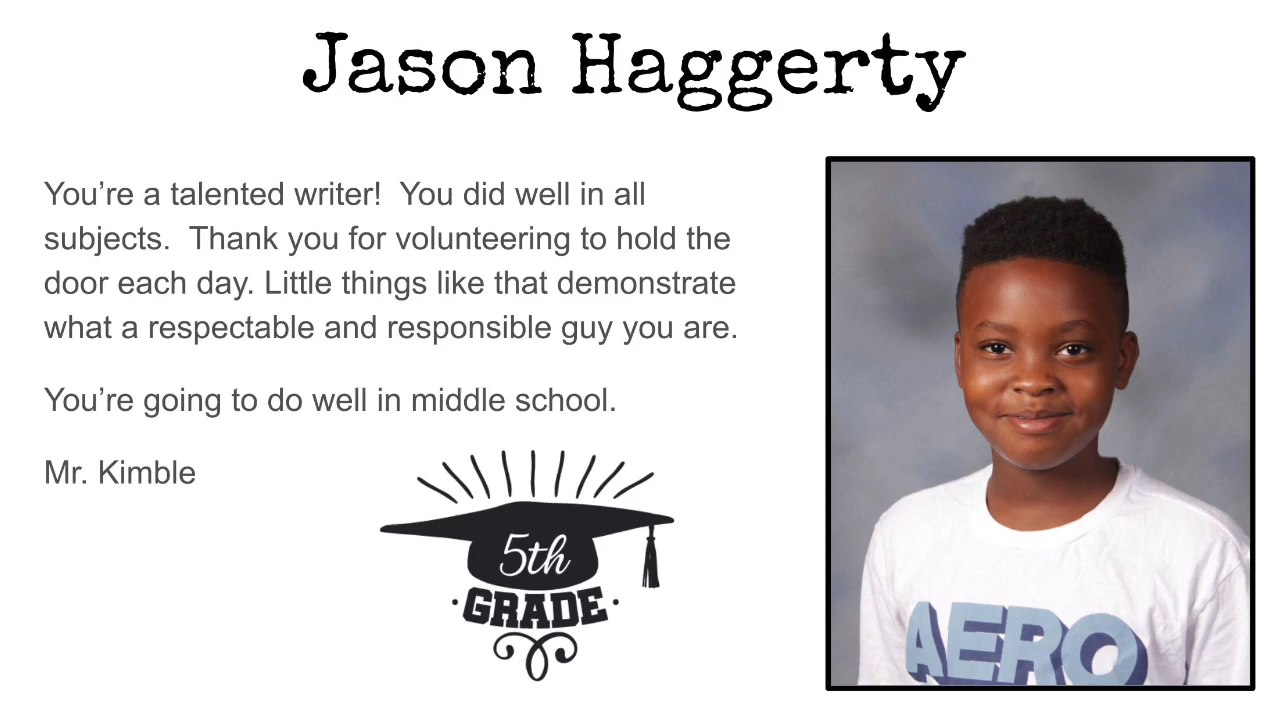 Jason Haggerty
You’re a talented writer!  You did well in all
subjects.  Thank you for volunteering to hold the
door each day. Little things like that demonstrate
what a respectable and responsible guy you are.
You’re going to do well in middle school.
Mr. Kimble
5th
GRADE
AERO